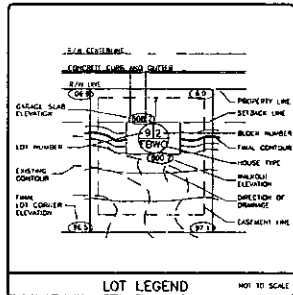 R/W CENTERLINE
CONCRETE CURB AND GUTTER
R/W LINE
PROPERTY LINE
GARAGE SLAB
ELEVATION
SETBACK LINE
BLOCK NUMBER
9 2
FINAL CONTOUR
LOT NUMBER
HOUSE TYPE
EXISTING
CONTOUR
WALKOUT
ELEVATION
DIRECTION OF
DRAINAGE
FINAL
LOT CORNER
ELEVATION
EASEMENT LINE
LOT LEGEND
NOT TO SCALE